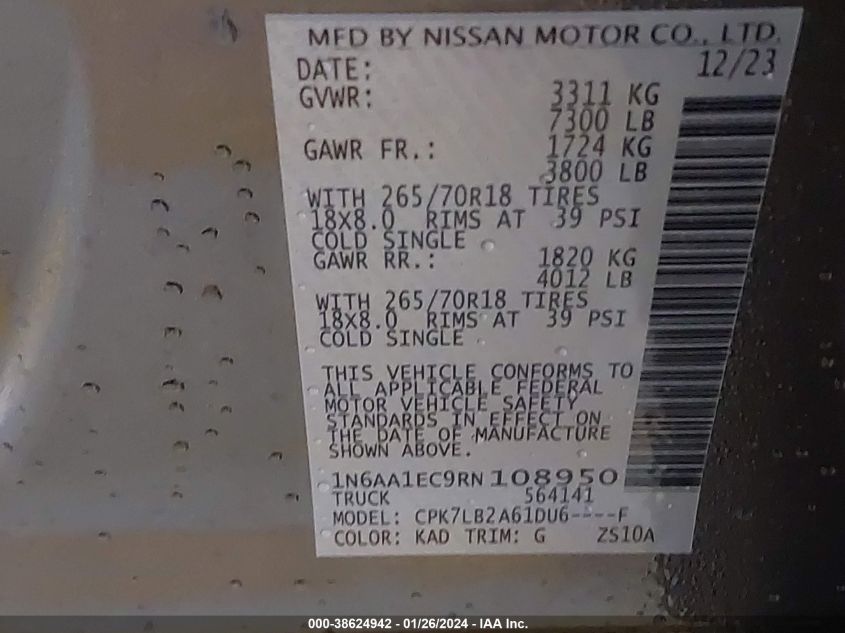 MFD BY NISSAN MOTOR CO., LTD.
DATE: 12/23
GVWR: 3311 KG
7300 LB
GAWR FR.: 1724 KG
3800 LB
WITH 265/70R18 TIRES
18X8.0 RIMS AT 39 PSI
COLD SINGLE
GAWR RR.: 1820 KG
4012 LB
WITH 265/70R18 TIRES
18X8.0 RIMS AT 39 PSI
COLD SINGLE
THIS VEHICLE CONFORMS TO
ALL APPLICABLE FEDERAL
MOTOR VEHICLE SAFETY
STANDARDS IN EFFECT ON
THE DATE OF MANUFACTURE
SHOWN ABOVE.
1N6AA1EC9RN108950
TRUCK 564141
MODEL: CPK7LB2A61DU6----F
COLOR: KAD TRIM: G ZS10A
000-38624942 - 01/26/2024 - IAA Inc.